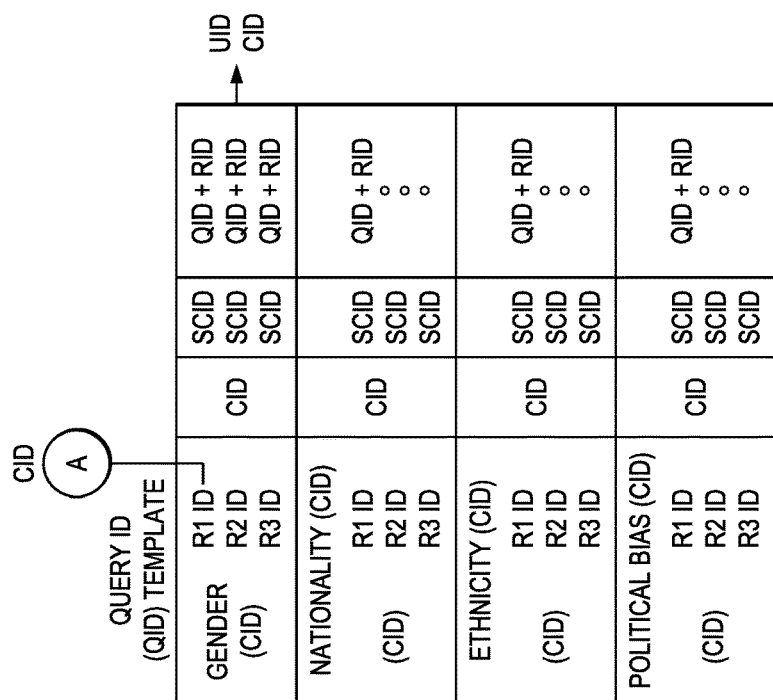 CID
A
QUERY ID
(QID) TEMPLATE
UID
CID
GENDER
(CID)
R1 ID
R2 ID
R3 ID
CID
SCID
SCID
SCID
QID + RID
QID + RID
QID + RID
NATIONALITY (CID)
(CID)
R1 ID
R2 ID
R3 ID
CID
SCID
SCID
SCID
QID + RID
ETHNICITY (CID)
(CID)
R1 ID
R2 ID
R3 ID
CID
SCID
SCID
SCID
QID + RID
POLITICAL BIAS (CID)
(CID)
R1 ID
R2 ID
R3 ID
CID
SCID
SCID
SCID
QID + RID